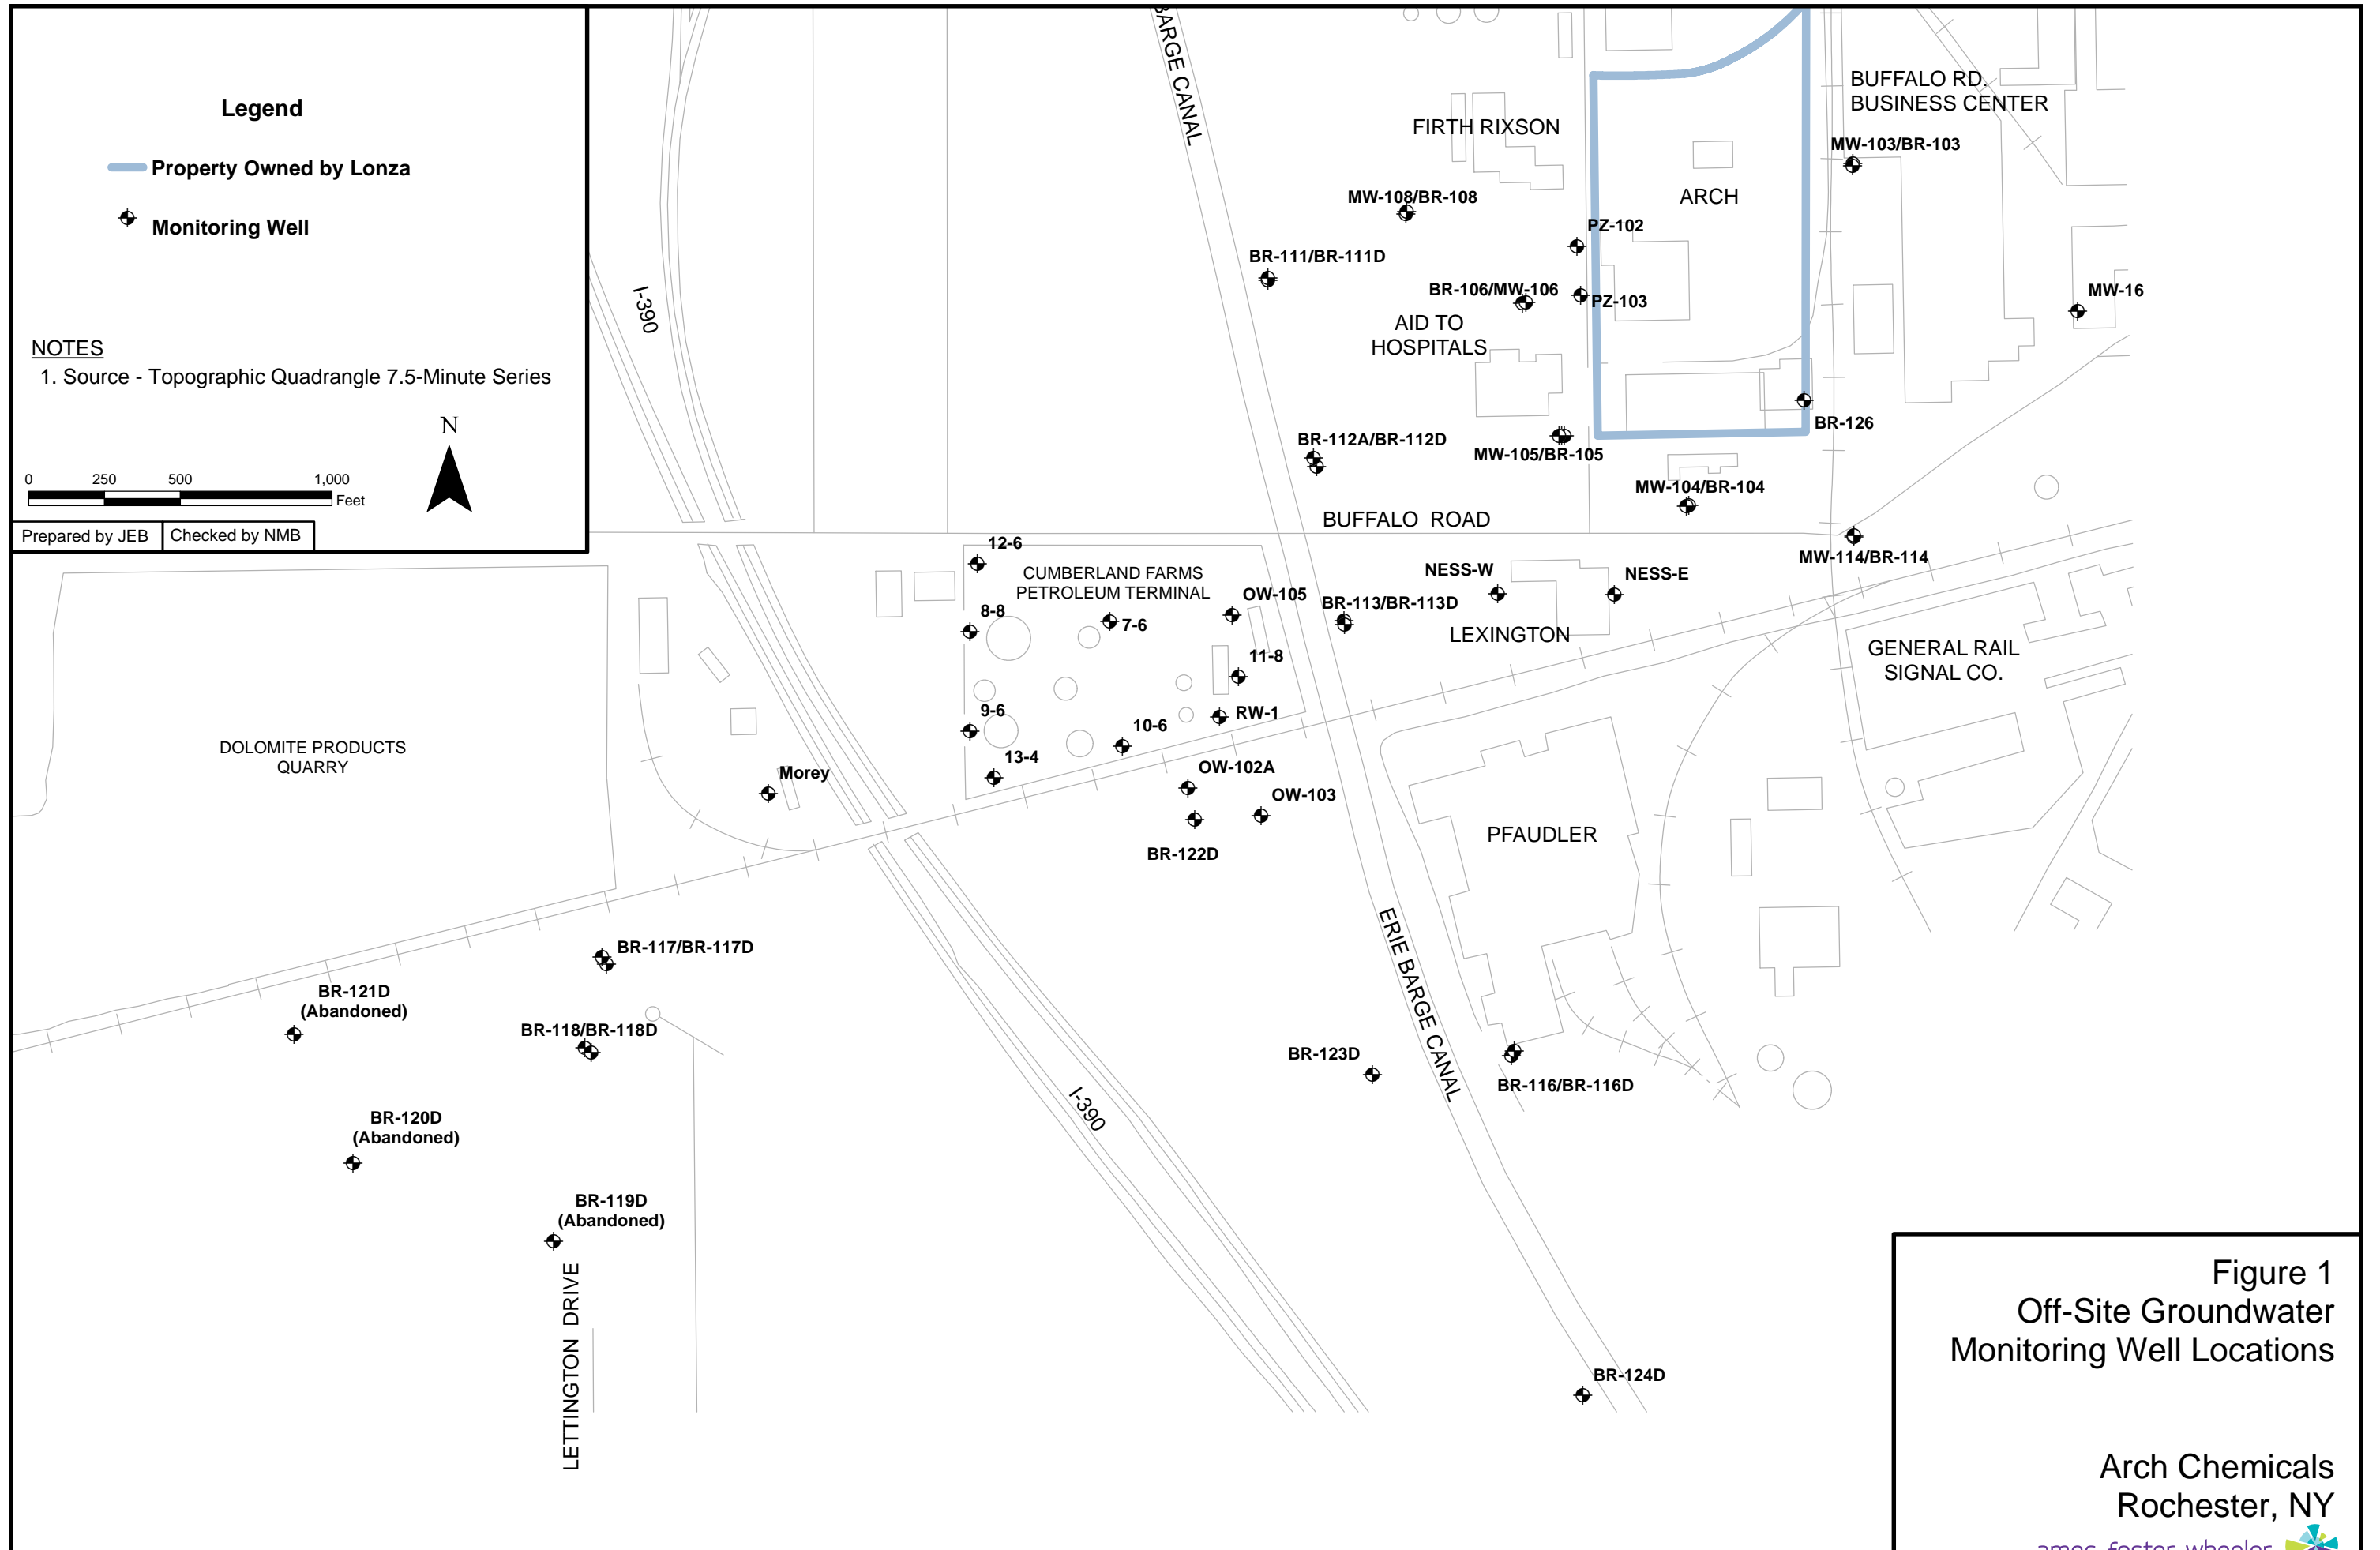 Legend
Property Owned by Lonza
Monitoring Well
NOTES
1. Source - Topographic Quadrangle 7.5-Minute Series
N
0 250 500 1,000
Feet
Prepared by JEB Checked by NMB
I-390
BARGE CANAL
BUFFALO RD.
BUSINESS CENTER
FIRTH RIXSON
MW-103/BR-103
MW-108/BR-108
ARCH
PZ-102
BR-111/BR-111D
BR-106/MW-106
PZ-103
MW-16
AID TO
HOSPITALS
BR-126
BR-112A/BR-112D
MW-105/BR-105
MW-104/BR-104
BUFFALO ROAD
MW-114/BR-114
12-6
CUMBERLAND FARMS
PETROLEUM TERMINAL
NESS-W
NESS-E
OW-105
BR-113/BR-113D
8-8
7-6
LEXINGTON
GENERAL RAIL
SIGNAL CO.
11-8
9-6
RW-1
10-6
13-4
DOLOMITE PRODUCTS
QUARRY
Morey
OW-102A
OW-103
PFAUDLER
BR-122D
BR-117/BR-117D
ERIE BARGE CANAL
BR-121D
(Abandoned)
BR-118/BR-118D
BR-123D
BR-116/BR-116D
I-390
BR-120D
(Abandoned)
BR-119D
(Abandoned)
LETTINGTON DRIVE
BR-124D
Figure 1
Off-Site Groundwater
Monitoring Well Locations
Arch Chemicals
Rochester, NY
amec foster wheeler